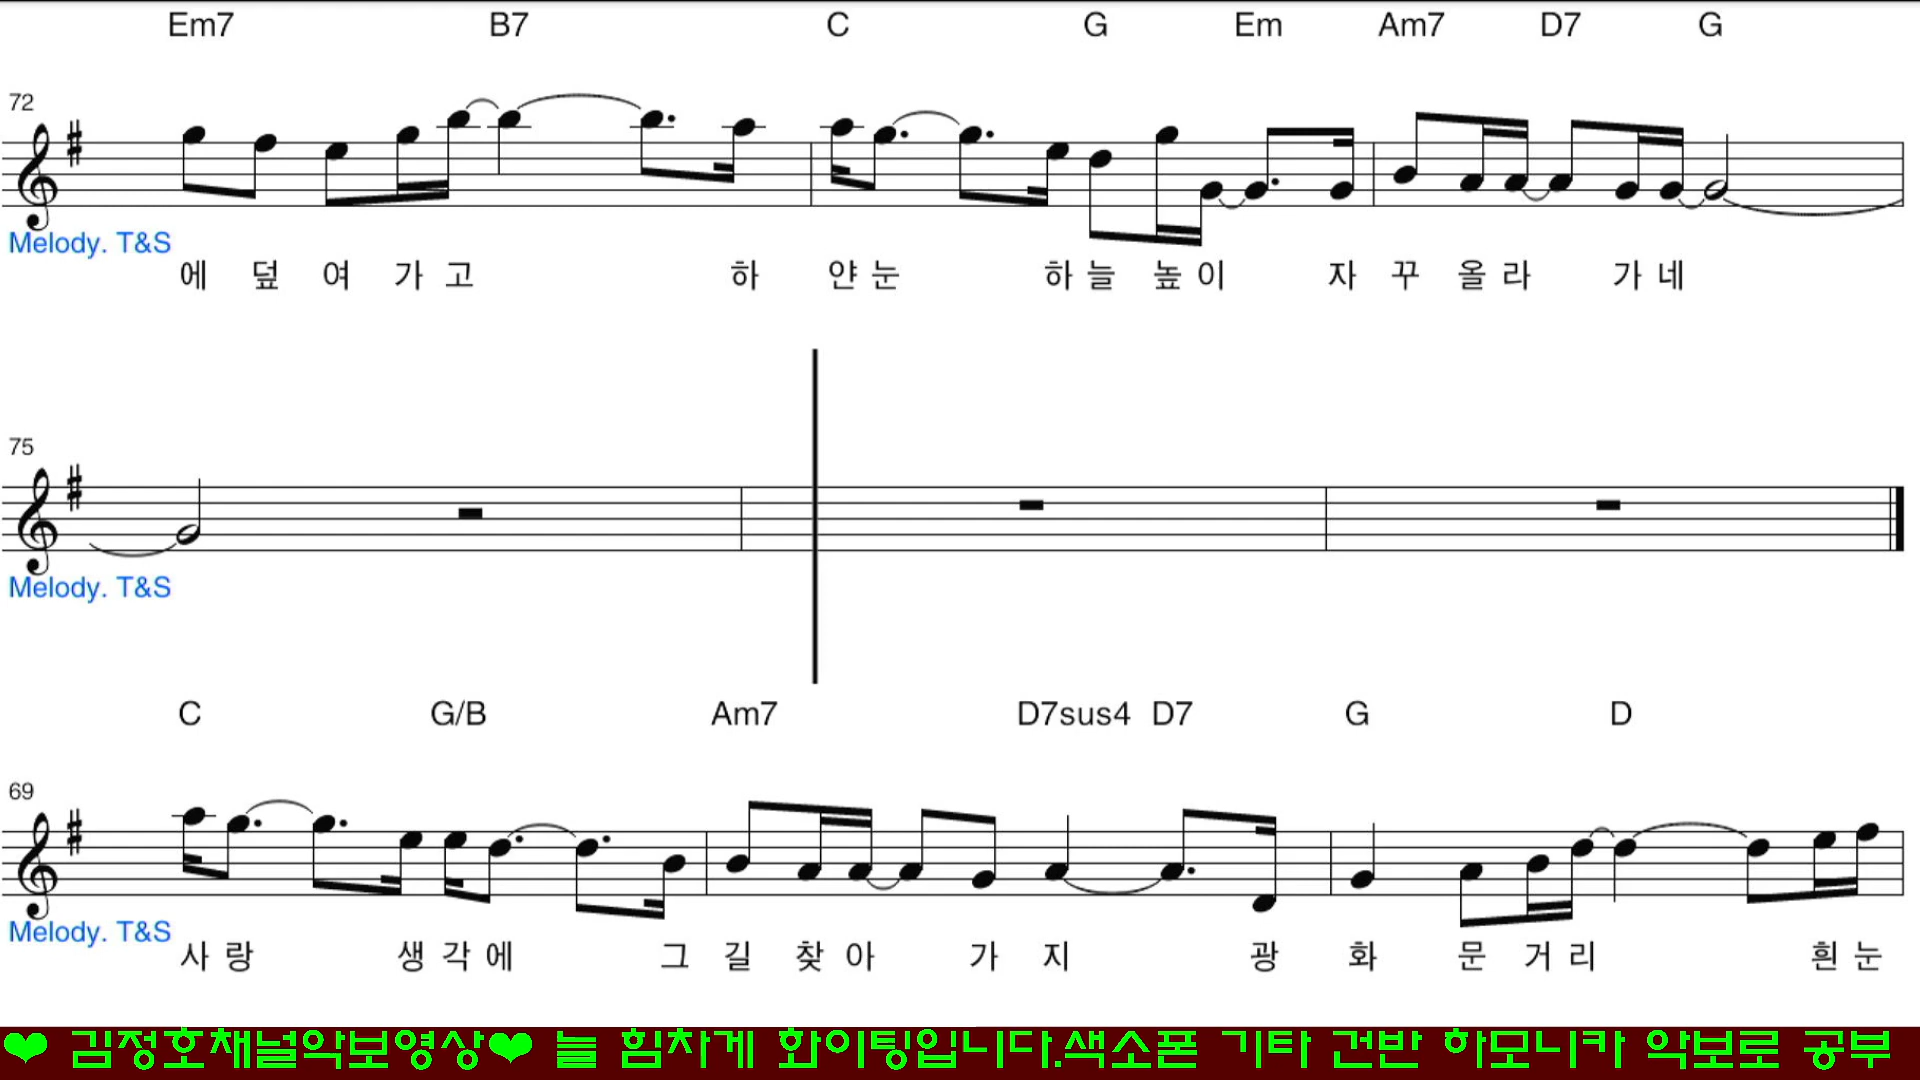 Em7 B7 C G Em Am7 D7 G
72
Melody. T&S
에 덮 여 가 고 하 얀 눈 하 늘 높 이 자 꾸 올 라 가 네
75
Melody. T&S
C G/B Am7 D7sus4 D7 G D
69
Melody. T&S
사 랑 생 각 에 그 길 찾 아 가 지 광 화 문 거 리 흰 눈
❤ 김정호채널악보영상❤ 늘 힘차게 화이팅입니다.색소폰 기타 건반 하모니카 악보로 공부